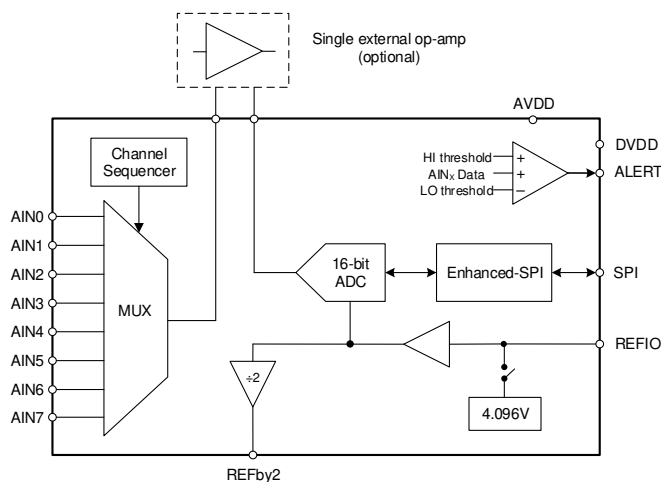 Single external op-amp
(optional)
AVDD
DVDD
ALERT
HI threshold
AINx Data
LO threshold
+
+
−
Channel
Sequencer
AIN0
AIN1
AIN2
AIN3
AIN4
AIN5
AIN6
AIN7
MUX
16-bit
ADC
Enhanced-SPI
SPI
REFIO
÷2
4.096V
REFby2